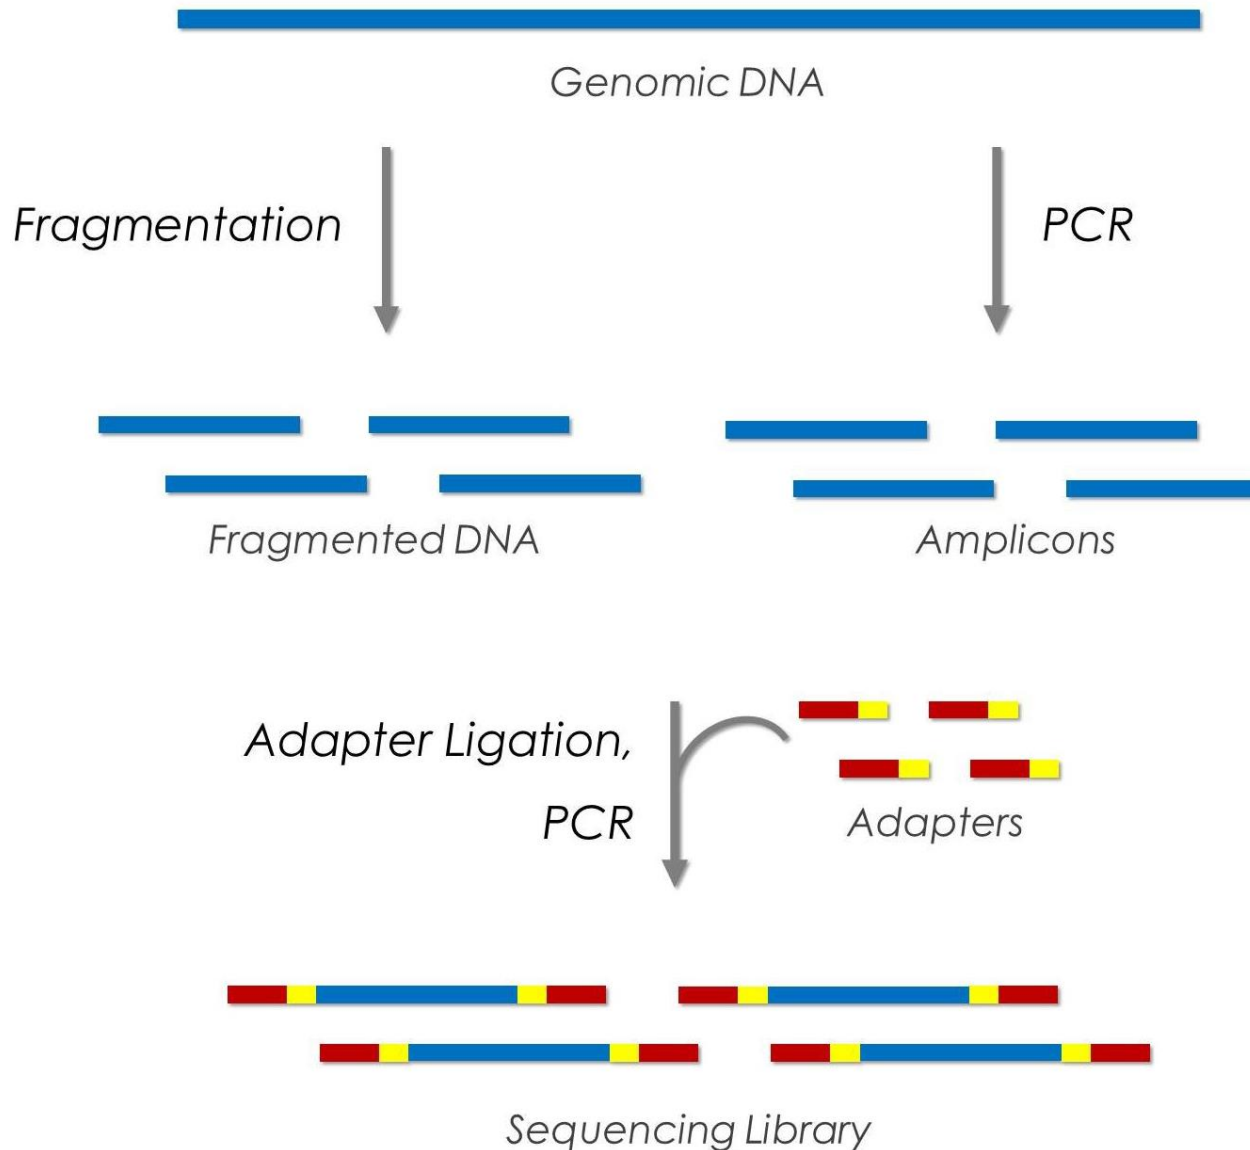 Genomic DNA
Fragmentation
PCR
Fragmented DNA
Amplicons
Adapter Ligation,
PCR
Adapters
Sequencing Library